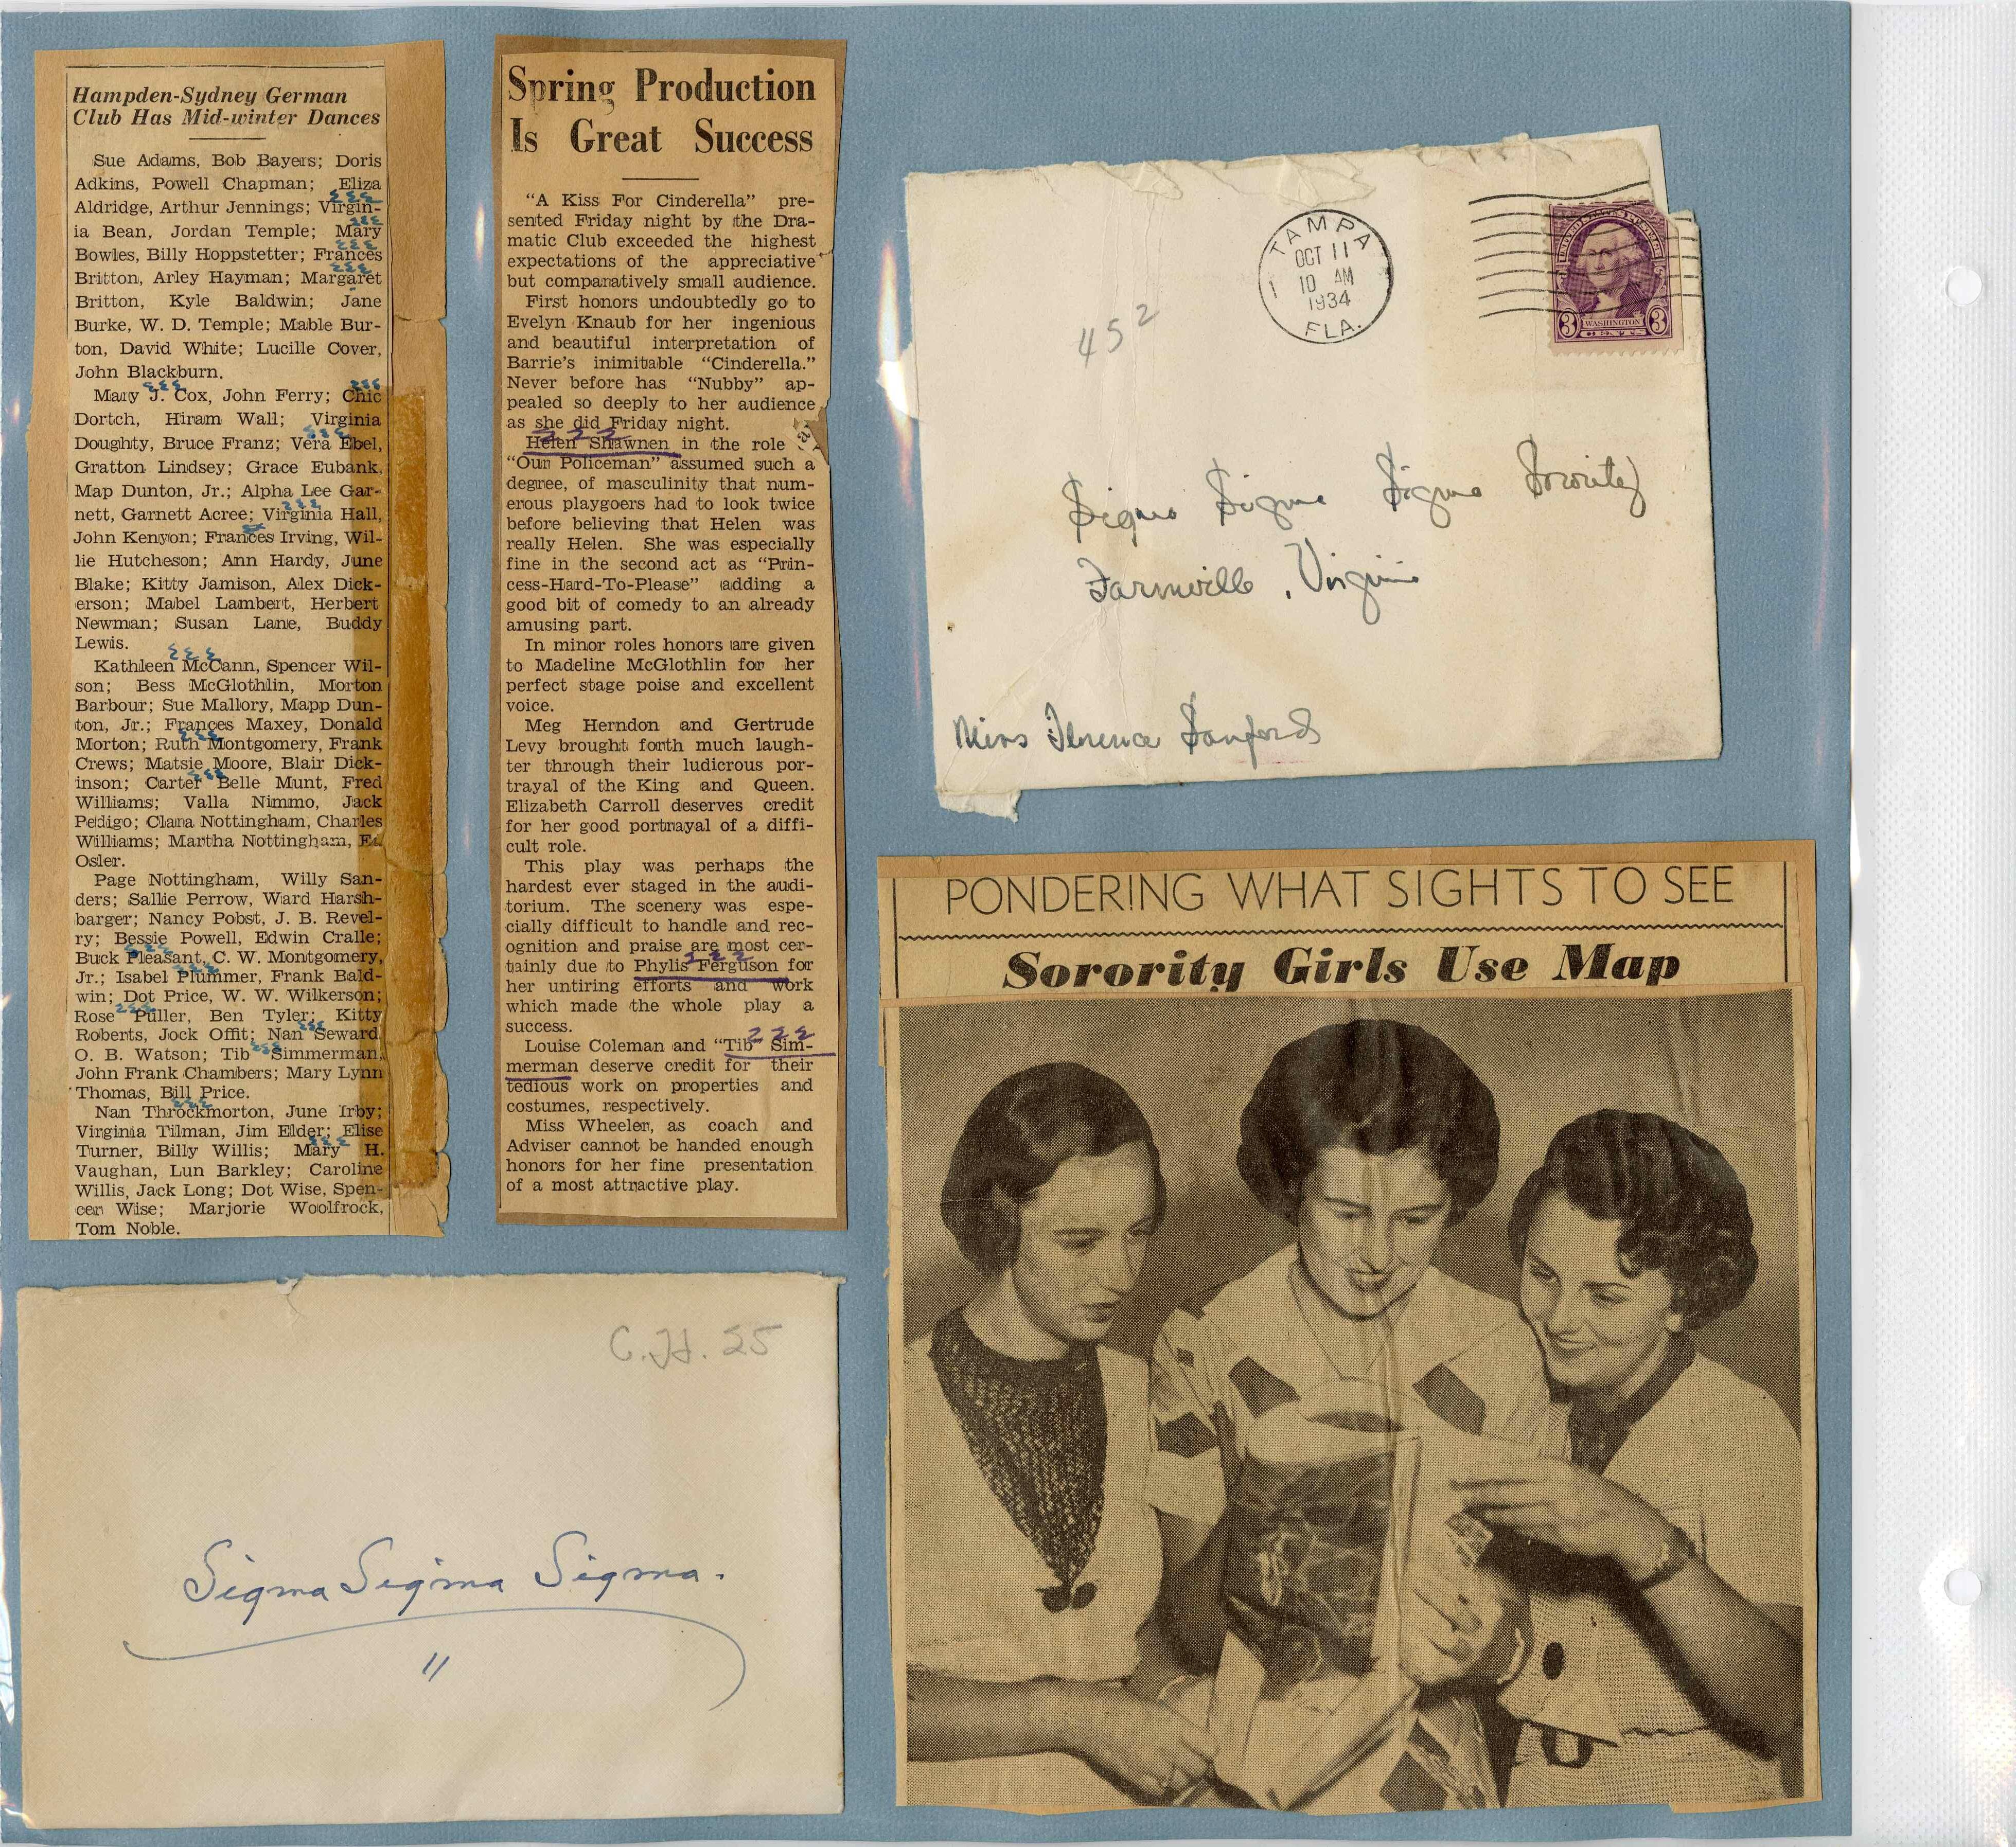 Hampden-Sydney German
Club Has Mid-winter Dances
Sue Adams, Bob Bayers; Doris
Adkins, Powell Chapman; Eliza
Aldridge, Arthur Jennings; Virgin-
ia Bean, Jordan Temple; Mary
Bowles, Billy Hoppstetter; Frances
Britton, Arley Hayman; Margaret
Britton, Kyle Baldwin; Jane
Burke, W. D. Temple; Mable Bur-
ton, David White; Lucille Cover,
John Blackburn.
Mary J. Cox, John Ferry; Chic
Dortch, Hiram Wall; Virginia
Doughty, Bruce Franz; Vera Ebel,
Gratton Lindsey; Grace Eubank,
Map Dunton, Jr.; Alpha Lee Gar-
nett, Garnett Acree; Virginia Hall,
John Kenyon; Frances Irving, Wil-
lie Hutcheson; Ann Hardy, June
Blake; Kitty Jamison, Alex Dick-
erson; Mabel Lambert, Herbert
Newman; Susan Lane, Buddy
Lewis.
Kathleen McCann, Spencer Wil-
son; Bess McGlothlin, Morton
Barbour; Sue Mallory, Mapp Dun-
ton, Jr.; Frances Maxey, Donald
Morton; Ruth Montgomery, Frank
Crews; Matsie Moore, Blair Dick-
inson; Carter Belle Munt, Fred
Williams; Valla Nimmo, Jack
Pedigo; Clara Nottingham, Charles
Williams; Martha Nottingham, Ed
Osler.
Page Nottingham, Willy San-
ders; Sallie Perrow, Ward Harsh-
barger; Nancy Pobst, J. B. Revel-
ry; Bessie Powell, Edwin Cralle;
Buck Pleasant, C. W. Montgomery,
Jr.; Isabel Plummer, Frank Bald-
win; Dot Price, W. W. Wilkerson;
Rose Puller, Ben Tyler; Kitty
Roberts, Jock Offit; Nan Seward,
O. B. Watson; Tib Simmerman,
John Frank Chambers; Mary Lynn
Thomas, Bill Price.
Nan Throckmorton, June Irby;
Virginia Tilman, Jim Elder; Elise
Turner, Billy Willis; Mary H.
Vaughan, Lun Barkley; Caroline
Willis, Jack Long; Dot Wise, Spen-
cer Wise; Marjorie Woolfrock,
Tom Noble.
Spring Production
Is Great Success
"A Kiss For Cinderella" pre-
sented Friday night by the Dra-
matic Club exceeded the highest
expectations of the appreciative
but comparatively small audience.
First honors undoubtedly go to
Evelyn Knaub for her ingenious
and beautiful interpretation of
Barrie's inimitiable "Cinderella."
Never before has "Nubby" ap-
pealed so deeply to her audience
as she did Friday night.
Σ Σ Σ
Helen Shawnen in the role
"Our Policeman" assumed such a
degree, of masculinity that num-
erous playgoers had to look twice
before believing that Helen was
really Helen. She was especially
fine in the second act as "Prin-
cess-Hard-To-Please" adding a
good bit of comedy to an already
amusing part.
In minor roles honors are given
to Madeline McGlothlin for her
perfect stage poise and excellent
voice.
Meg Herndon and Gertrude
Levy brought forth much laugh-
ter through their ludicrous por-
trayal of the King and Queen.
Elizabeth Carroll deserves credit
for her good portrayal of a diffi-
cult role.
This play was perhaps the
hardest ever staged in the audi-
torium. The scenery was espe-
cially difficult to handle and rec-
ognition and praise are most cer-
tainly due to Phylis Ferguson for
her untiring efforts and work
which made the whole play a
success.
Σ Σ Σ
Louise Coleman and "Tib" Sim-
merman deserve credit for their
tedious work on properties and
costumes, respectively.
Miss Wheeler, as coach and
Adviser cannot be handed enough
honors for her fine presentation
of a most attractive play.
TAMPA
OCT 11
1 10 AM
1934
FLA.
UNITED STATES POSTAGE
3 WASHINGTON 3
CENTS
452
Sigma Sigma Sigma Sorority
Farmville, Virginia
Miss Florence Sanford
PONDERING WHAT SIGHTS TO SEE
Sorority Girls Use Map
Sigma Sigma Sigma.
"